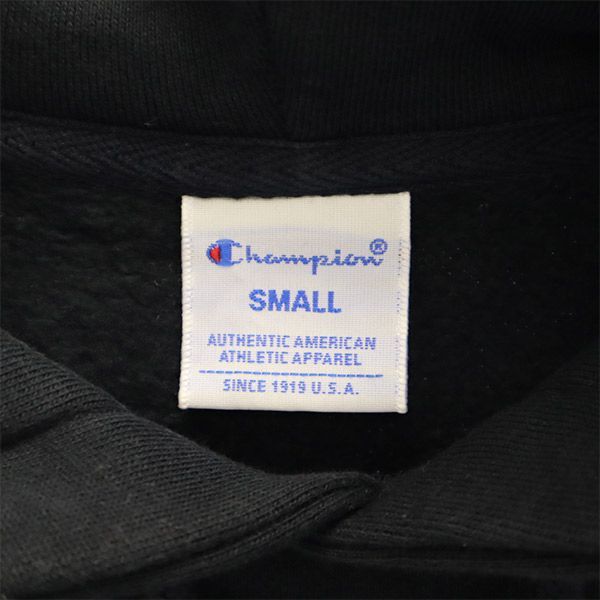 Champion®
SMALL
AUTHENTIC AMERICAN
ATHLETIC APPAREL
SINCE 1919 U.S.A.